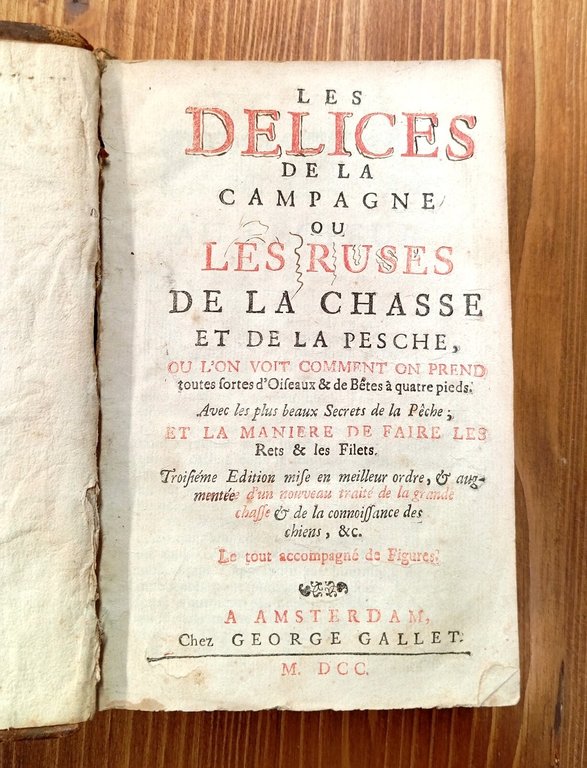 LES
DELICES
DE LA
CAMPAGNE
OU
LES RUSES
DE LA CHASSE
ET DE LA PESCHE,
OU L'ON VOIT COMMENT ON PREND
toutes ſortes d'Oiſeaux & de Bêtes à quatre pieds.
Avec les plus beaux Secrets de la Pêche;
ET LA MANIERE DE FAIRE LES
Rets & les Filets.
Troiſiéme Edition miſe en meilleur ordre, & aug-
mentée d'un nouveau traité de la grande
chaſſe & de la connoiſſance des
chiens, &c.
Le tout accompagné de Figures.
A AMSTERDAM,
Chez GEORGE GALLET.
M. DCC.